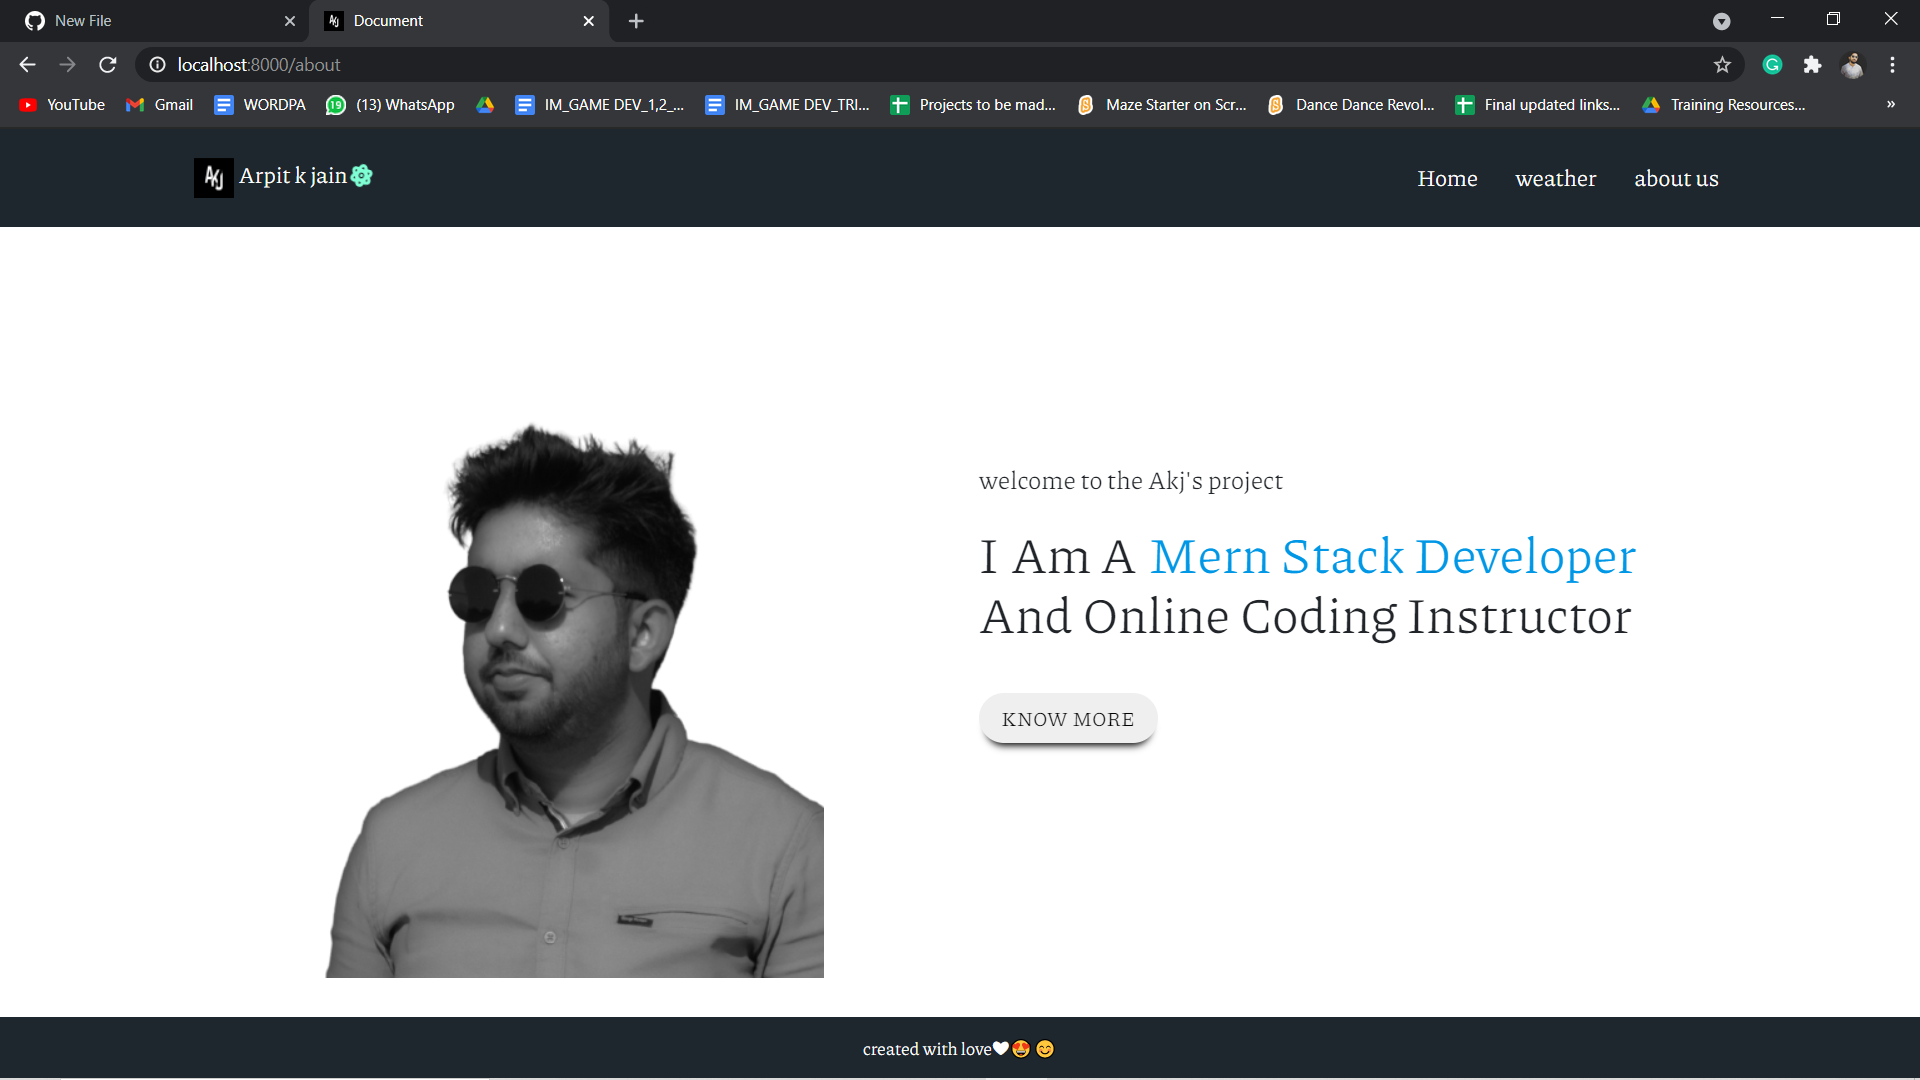 New File
Document
localhost:8000/about
YouTube
Gmail
WORDPA
(13) WhatsApp
IM_GAME DEV_1,2_...
IM_GAME DEV_TRI...
Projects to be mad...
Maze Starter on Scr...
Dance Dance Revol...
Final updated links...
Training Resources...
»
AKJ
Arpit k jain
Home
weather
about us
welcome to the Akj's project
I Am A Mern Stack Developer
And Online Coding Instructor
KNOW MORE
created with love🤍😍😊